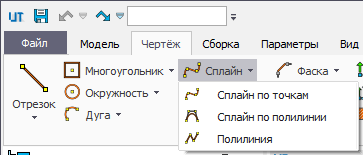 UT
Файл Модель Чертёж Сборка Параметры Вид
Отрезок
Многоугольник
Окружность
Дуга
Сплайн
Фаска
Сплайн по точкам
Сплайн по полилинии
Полилиния